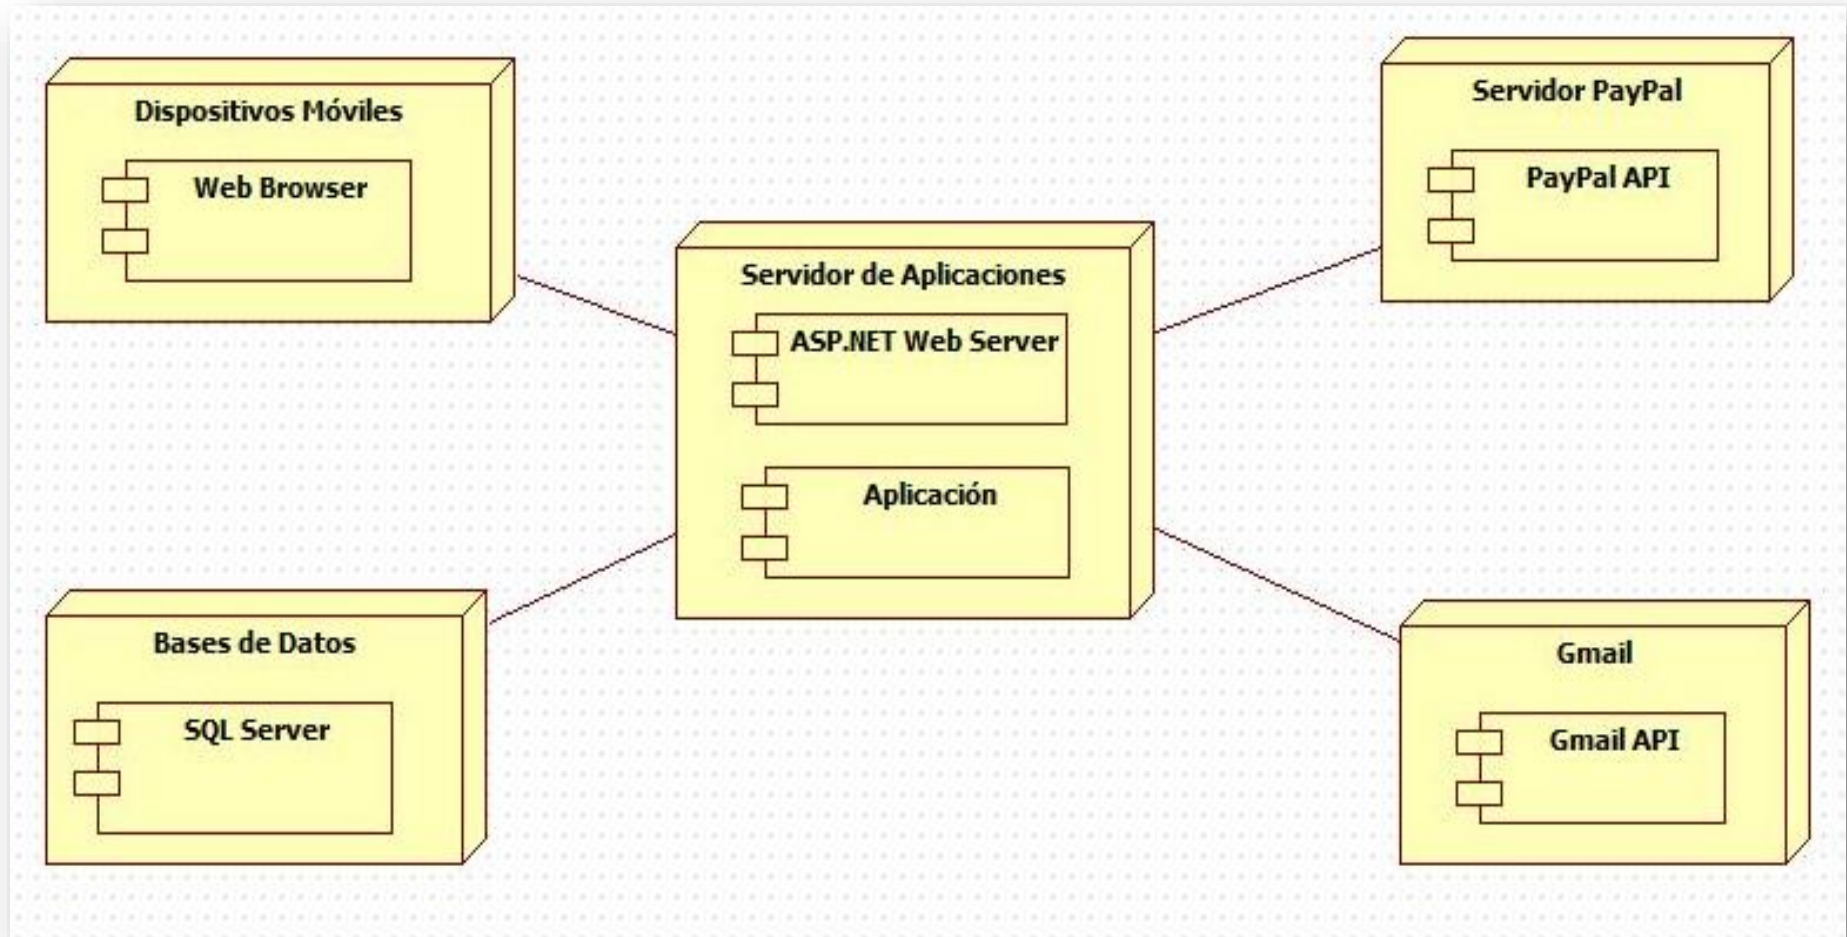 Dispositivos Móviles
Web Browser
Servidor PayPal
PayPal API
Servidor de Aplicaciones
ASP.NET Web Server
Aplicación
Bases de Datos
SQL Server
Gmail
Gmail API